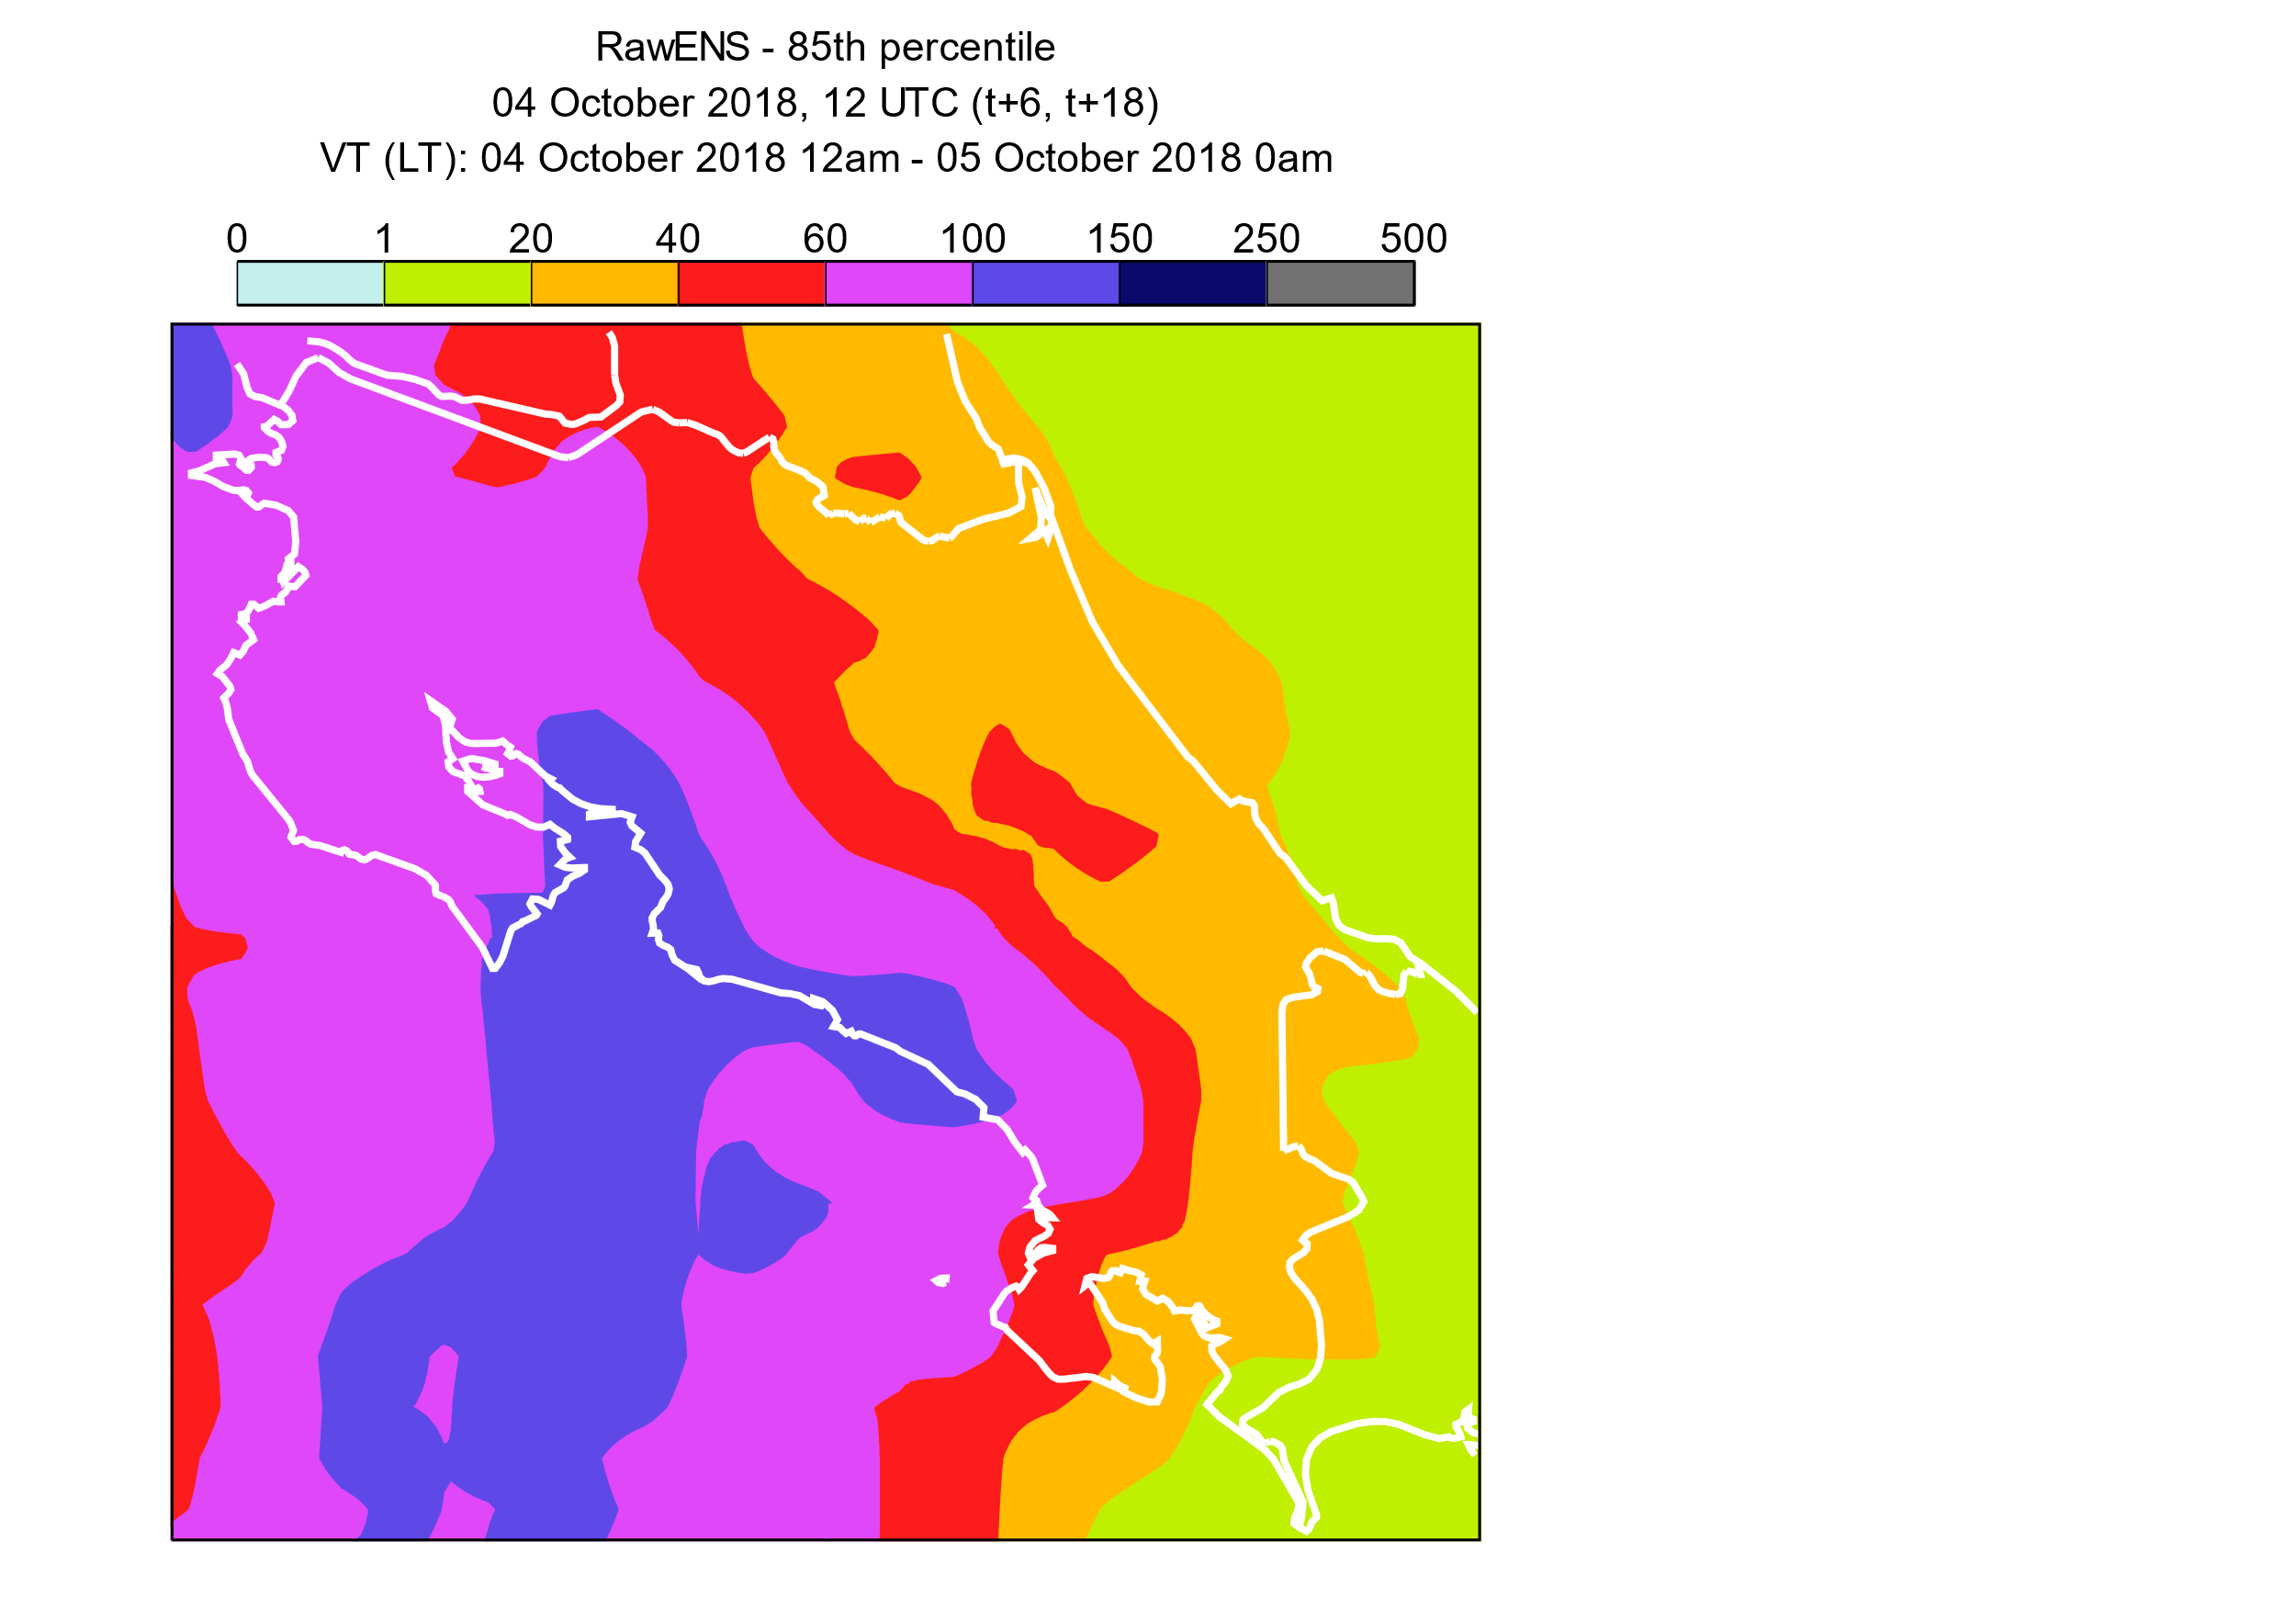 RawENS - 85th percentile
04 October 2018, 12 UTC (t+6, t+18)
VT (LT): 04 October 2018 12am - 05 October 2018 0am
0 1 20 40 60 100 150 250 500